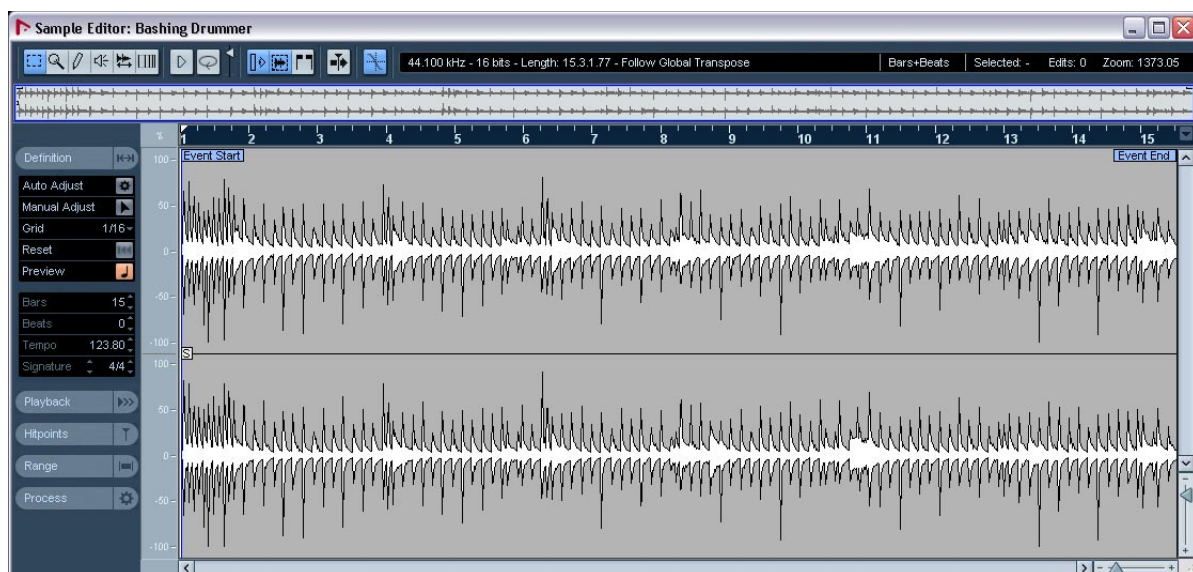 Sample Editor: Bashing Drummer
44.100 kHz - 16 bits - Length: 15.3.1.77 - Follow Global Transpose Bars+Beats Selected: - Edits: 0 Zoom: 1373.05
% 1 2 3 4 5 6 7 8 9 10 11 12 13 14 15
Definition
Auto Adjust
Manual Adjust
Grid 1/16
Reset
Preview
Bars 15
Beats 0
Tempo 123.80
Signature 4/4
Playback
Hitpoints
Range
Process
Event Start Event End
100
50
0
-50
-100
100
50
0
-50
-100
S